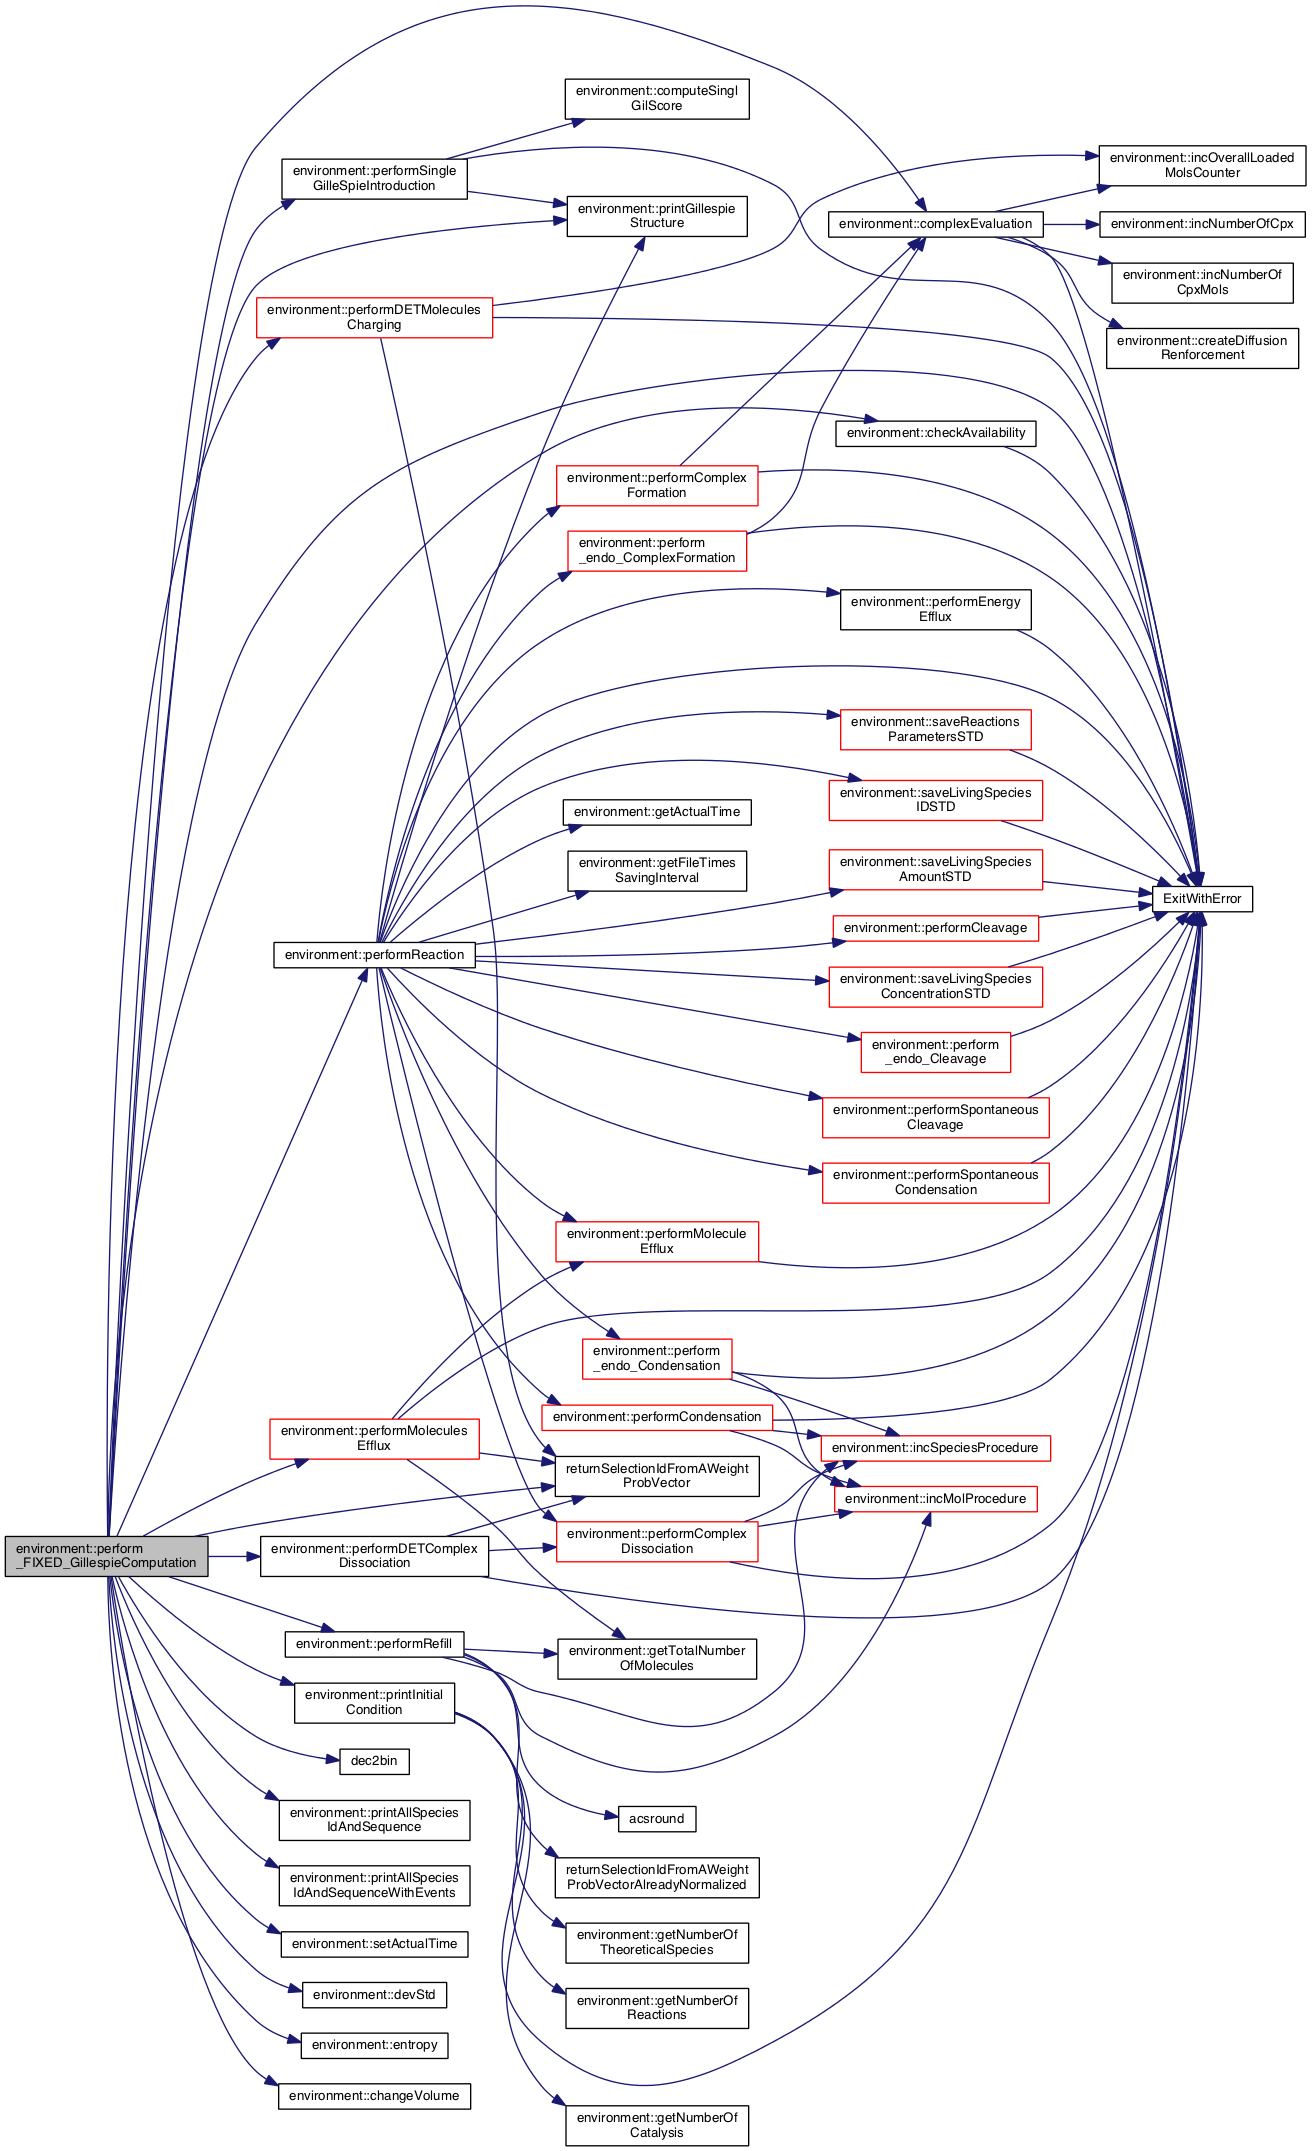 environment::computeSingl
GilScore
environment::performSingle
GilleSpieIntroduction
environment::printGillespie
Structure
environment::incOverallLoaded
MolsCounter
environment::complexEvaluation
environment::incNumberOfCpx
environment::incNumberOf
CpxMols
environment::createDiffusion
Renforcement
environment::performDETMolecules
Charging
environment::checkAvailability
environment::performComplex
Formation
environment::perform
_endo_ComplexFormation
environment::performEnergy
Efflux
environment::saveReactions
ParametersSTD
environment::saveLivingSpecies
IDSTD
environment::getActualTime
environment::getFileTimes
SavingInterval
environment::saveLivingSpecies
AmountSTD
ExitWithError
environment::performCleavage
environment::performReaction
environment::saveLivingSpecies
ConcentrationSTD
environment::perform
_endo_Cleavage
environment::performSpontaneous
Cleavage
environment::performSpontaneous
Condensation
environment::performMolecule
Efflux
environment::perform
_endo_Condensation
environment::performCondensation
environment::performMolecules
Efflux
environment::incSpeciesProcedure
returnSelectionIdFromAWeight
ProbVector
environment::incMolProcedure
environment::performComplex
Dissociation
environment::perform
_FIXED_GillespieComputation
environment::performDETComplex
Dissociation
environment::performRefill
environment::getTotalNumber
OfMolecules
environment::printInitial
Condition
dec2bin
environment::printAllSpecies
IdAndSequence
acsround
environment::printAllSpecies
IdAndSequenceWithEvents
returnSelectionIdFromAWeight
ProbVectorAlreadyNormalized
environment::setActualTime
environment::getNumberOf
TheoreticalSpecies
environment::devStd
environment::getNumberOf
Reactions
environment::entropy
environment::changeVolume
environment::getNumberOf
Catalysis